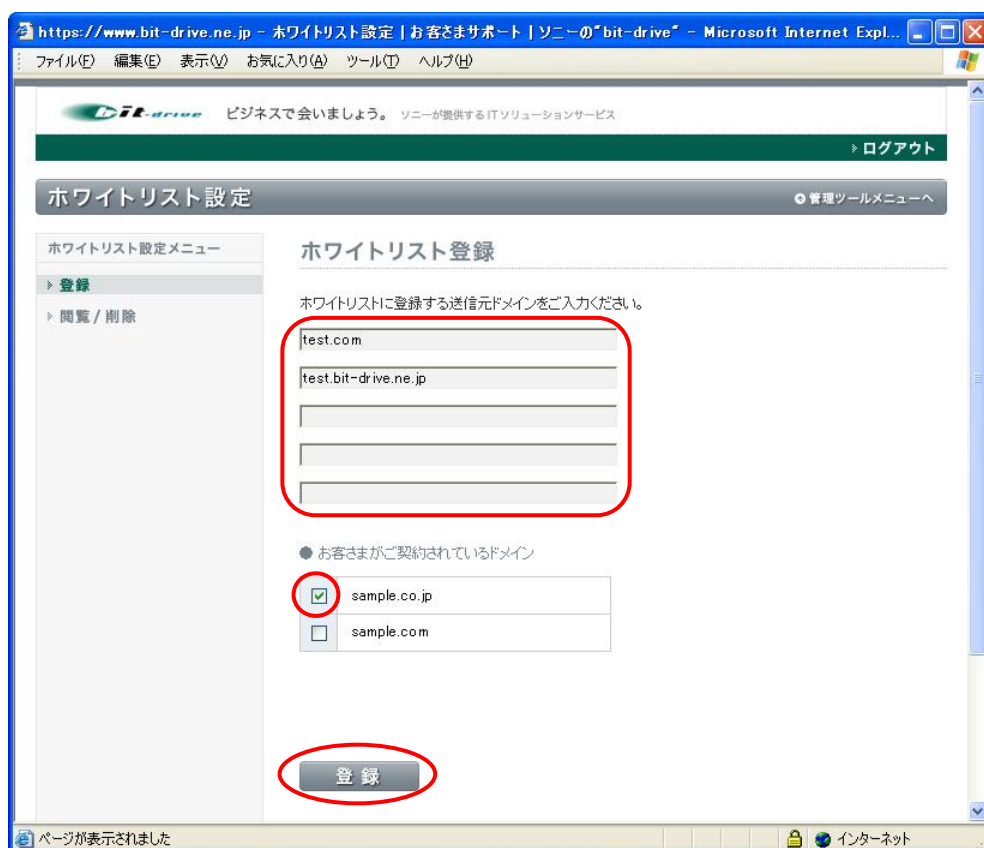 https://www.bit-drive.ne.jp - ホワイトリスト設定 | お客さまサポート | ソニーの"bit-drive" - Microsoft Internet Expl...
ファイル(F) 編集(E) 表示(V) お気に入り(A) ツール(T) ヘルプ(H)
bit-drive ビジネスで会いましょう。 ソニーが提供するITソリューションサービス
ログアウト
ホワイトリスト設定 管理ツールメニューへ
ホワイトリスト設定メニュー
登録
閲覧/削除
ホワイトリスト登録
ホワイトリストに登録する送信元ドメインをご入力ください。
test.com
test.bit-drive.ne.jp
● お客さまがご契約されているドメイン
sample.co.jp
sample.com
登録
ページが表示されました インターネット